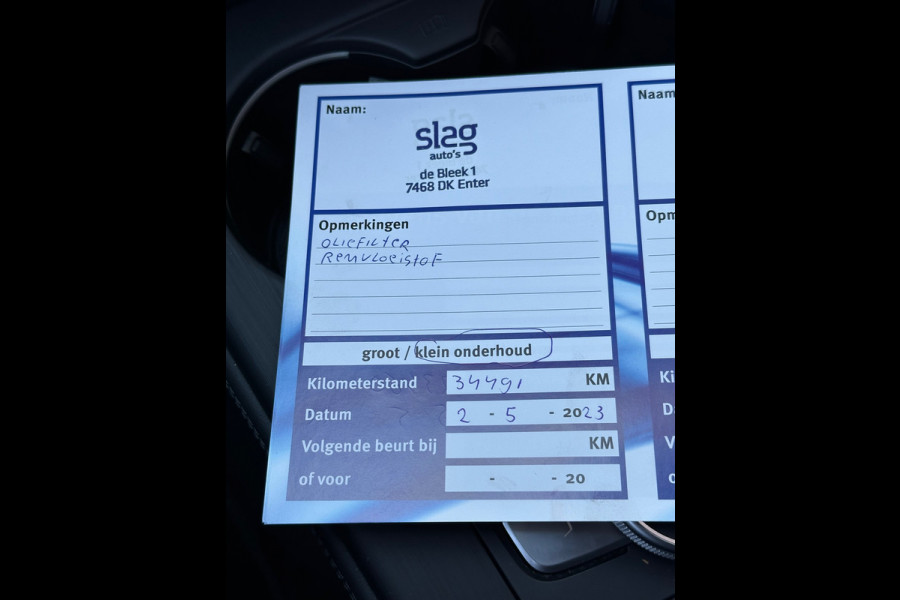 Naam:
slag
auto's
de Bleek 1
7468 DK Enter
Opmerkingen
OLIEFILTER
REMVLOEISTOF
groot / klein onderhoud
Kilometerstand 34491 KM
Datum 2 - 5 - 2023
Volgende beurt bij KM
of voor - - 20
Naam
Opm
Ki
D
V
o